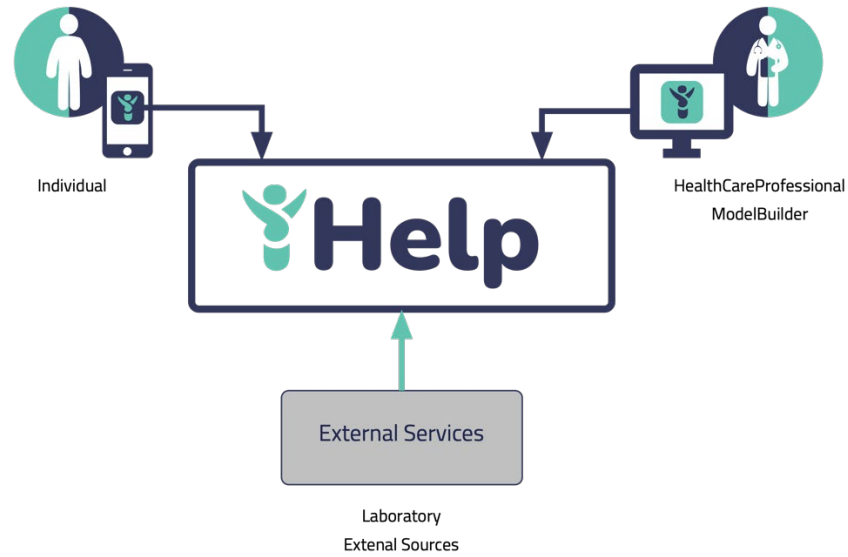 Individual
HealthCareProfessional
ModelBuilder
Help
External Services
Laboratory
Extenal Sources